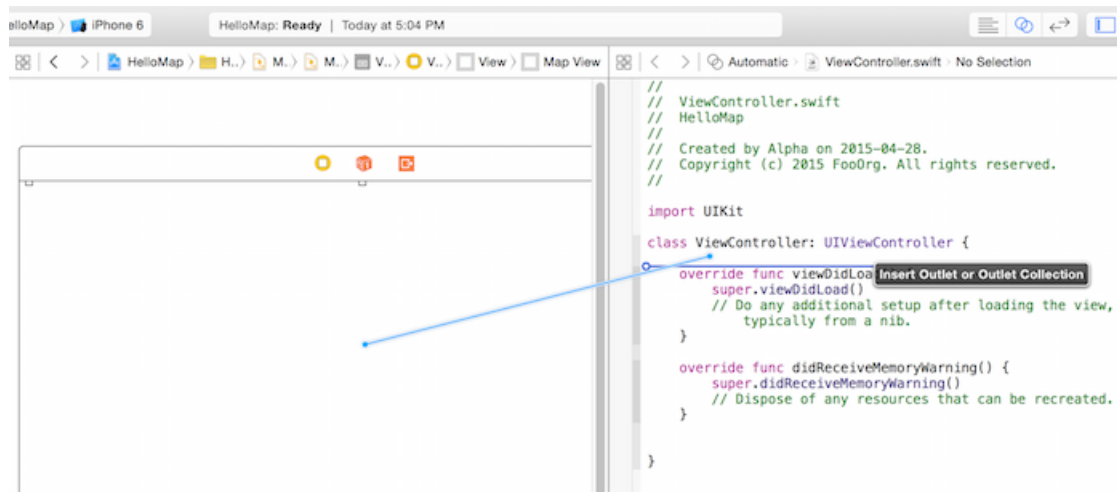 elloMap 〉 iPhone 6
HelloMap: Ready | Today at 5:04 PM
HelloMap 〉 H..〉 M..〉 M..〉 V..〉 V..〉 View 〉 Map View
Automatic 〉 ViewController.swift 〉 No Selection
//
//  ViewController.swift
//  HelloMap
//
//  Created by Alpha on 2015-04-28.
//  Copyright (c) 2015 FooOrg. All rights reserved.
//
import UIKit
class ViewController: UIViewController {
override func viewDidLoa
Insert Outlet or Outlet Collection
super.viewDidLoad()
// Do any additional setup after loading the view,
typically from a nib.
}
override func didReceiveMemoryWarning() {
super.didReceiveMemoryWarning()
// Dispose of any resources that can be recreated.
}
}